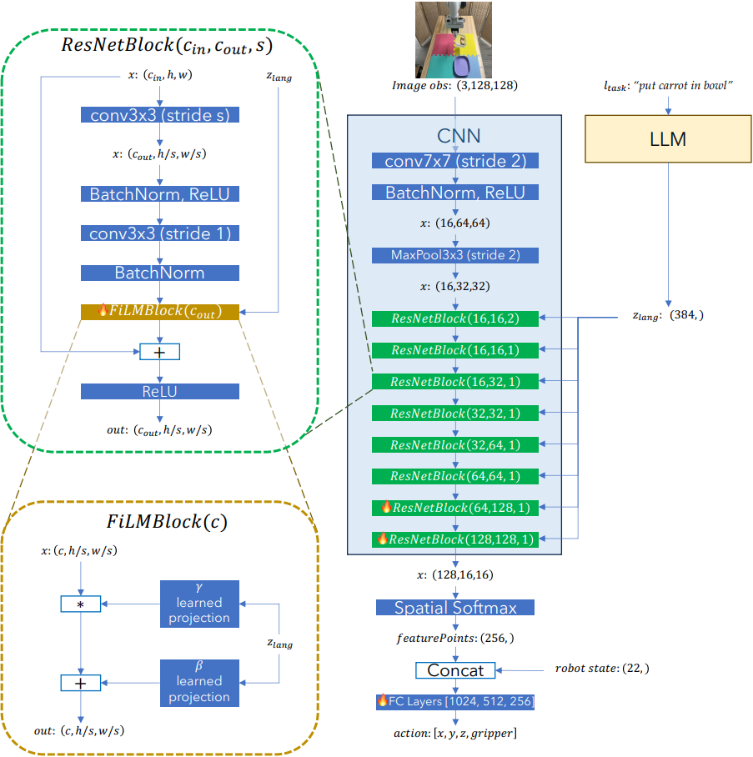 ResNetBlock(c_in, c_out, s)
x: (c_in, h, w)
z_lang
conv3x3 (stride s)
x: (c_out, h/s, w/s)
BatchNorm, ReLU
conv3x3 (stride 1)
BatchNorm
🔥FiLMBlock(c_out)
+
ReLU
out: (c_out, h/s, w/s)
FiLMBlock(c)
x: (c, h/s, w/s)
γ
learned
projection
*
z_lang
β
learned
projection
+
out: (c, h/s, w/s)
Image obs: (3,128,128)
CNN
conv7x7 (stride 2)
BatchNorm, ReLU
x: (16,64,64)
MaxPool3x3 (stride 2)
x: (16,32,32)
ResNetBlock(16,16,2)
ResNetBlock(16,16,1)
ResNetBlock(16,32,1)
ResNetBlock(32,32,1)
ResNetBlock(32,64,1)
ResNetBlock(64,64,1)
🔥ResNetBlock(64,128,1)
🔥ResNetBlock(128,128,1)
x: (128,16,16)
Spatial Softmax
featurePoints: (256, )
Concat
robot state: (22, )
🔥FC Layers [1024, 512, 256]
action: [x, y, z, gripper]
l_task: "put carrot in bowl"
LLM
z_lang: (384, )